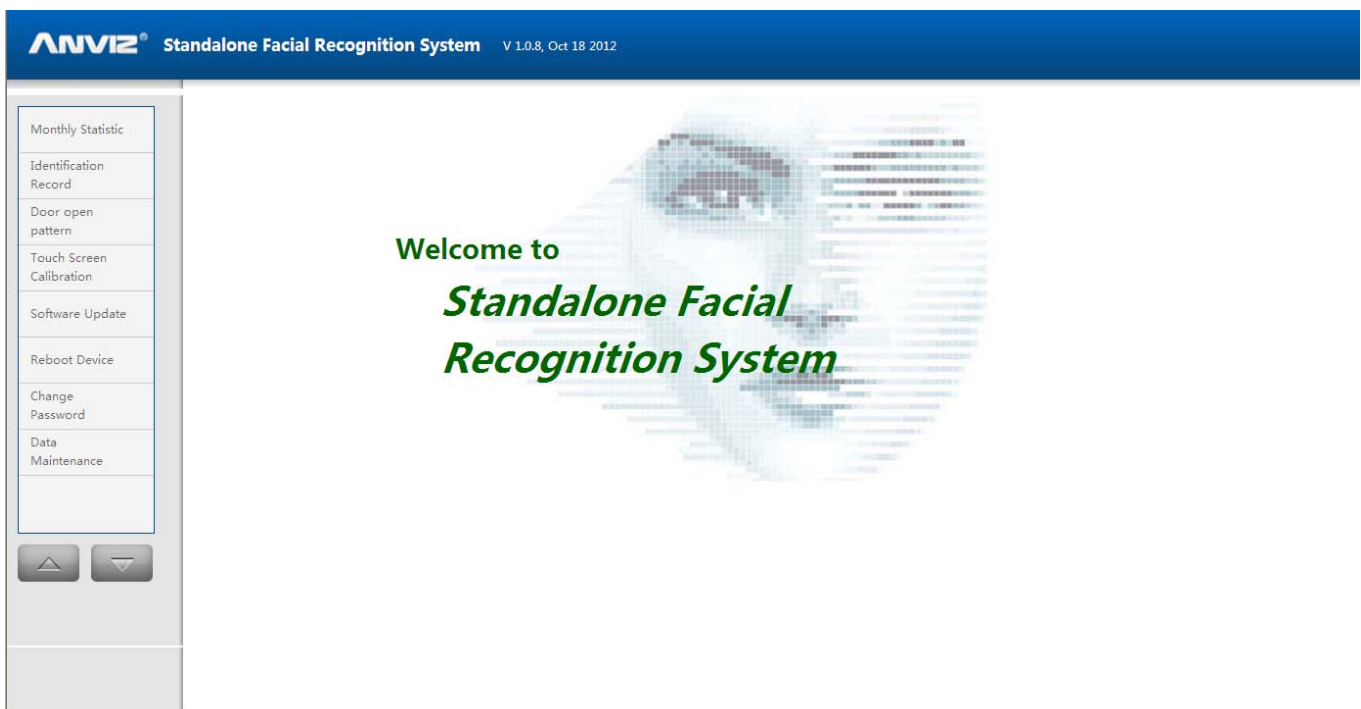 ANVIZ® Standalone Facial Recognition System V 1.0.8, Oct 18 2012
Monthly Statistic
Identification
Record
Door open
pattern
Touch Screen
Calibration
Software Update
Reboot Device
Change
Password
Data
Maintenance
Welcome to
Standalone Facial
Recognition System